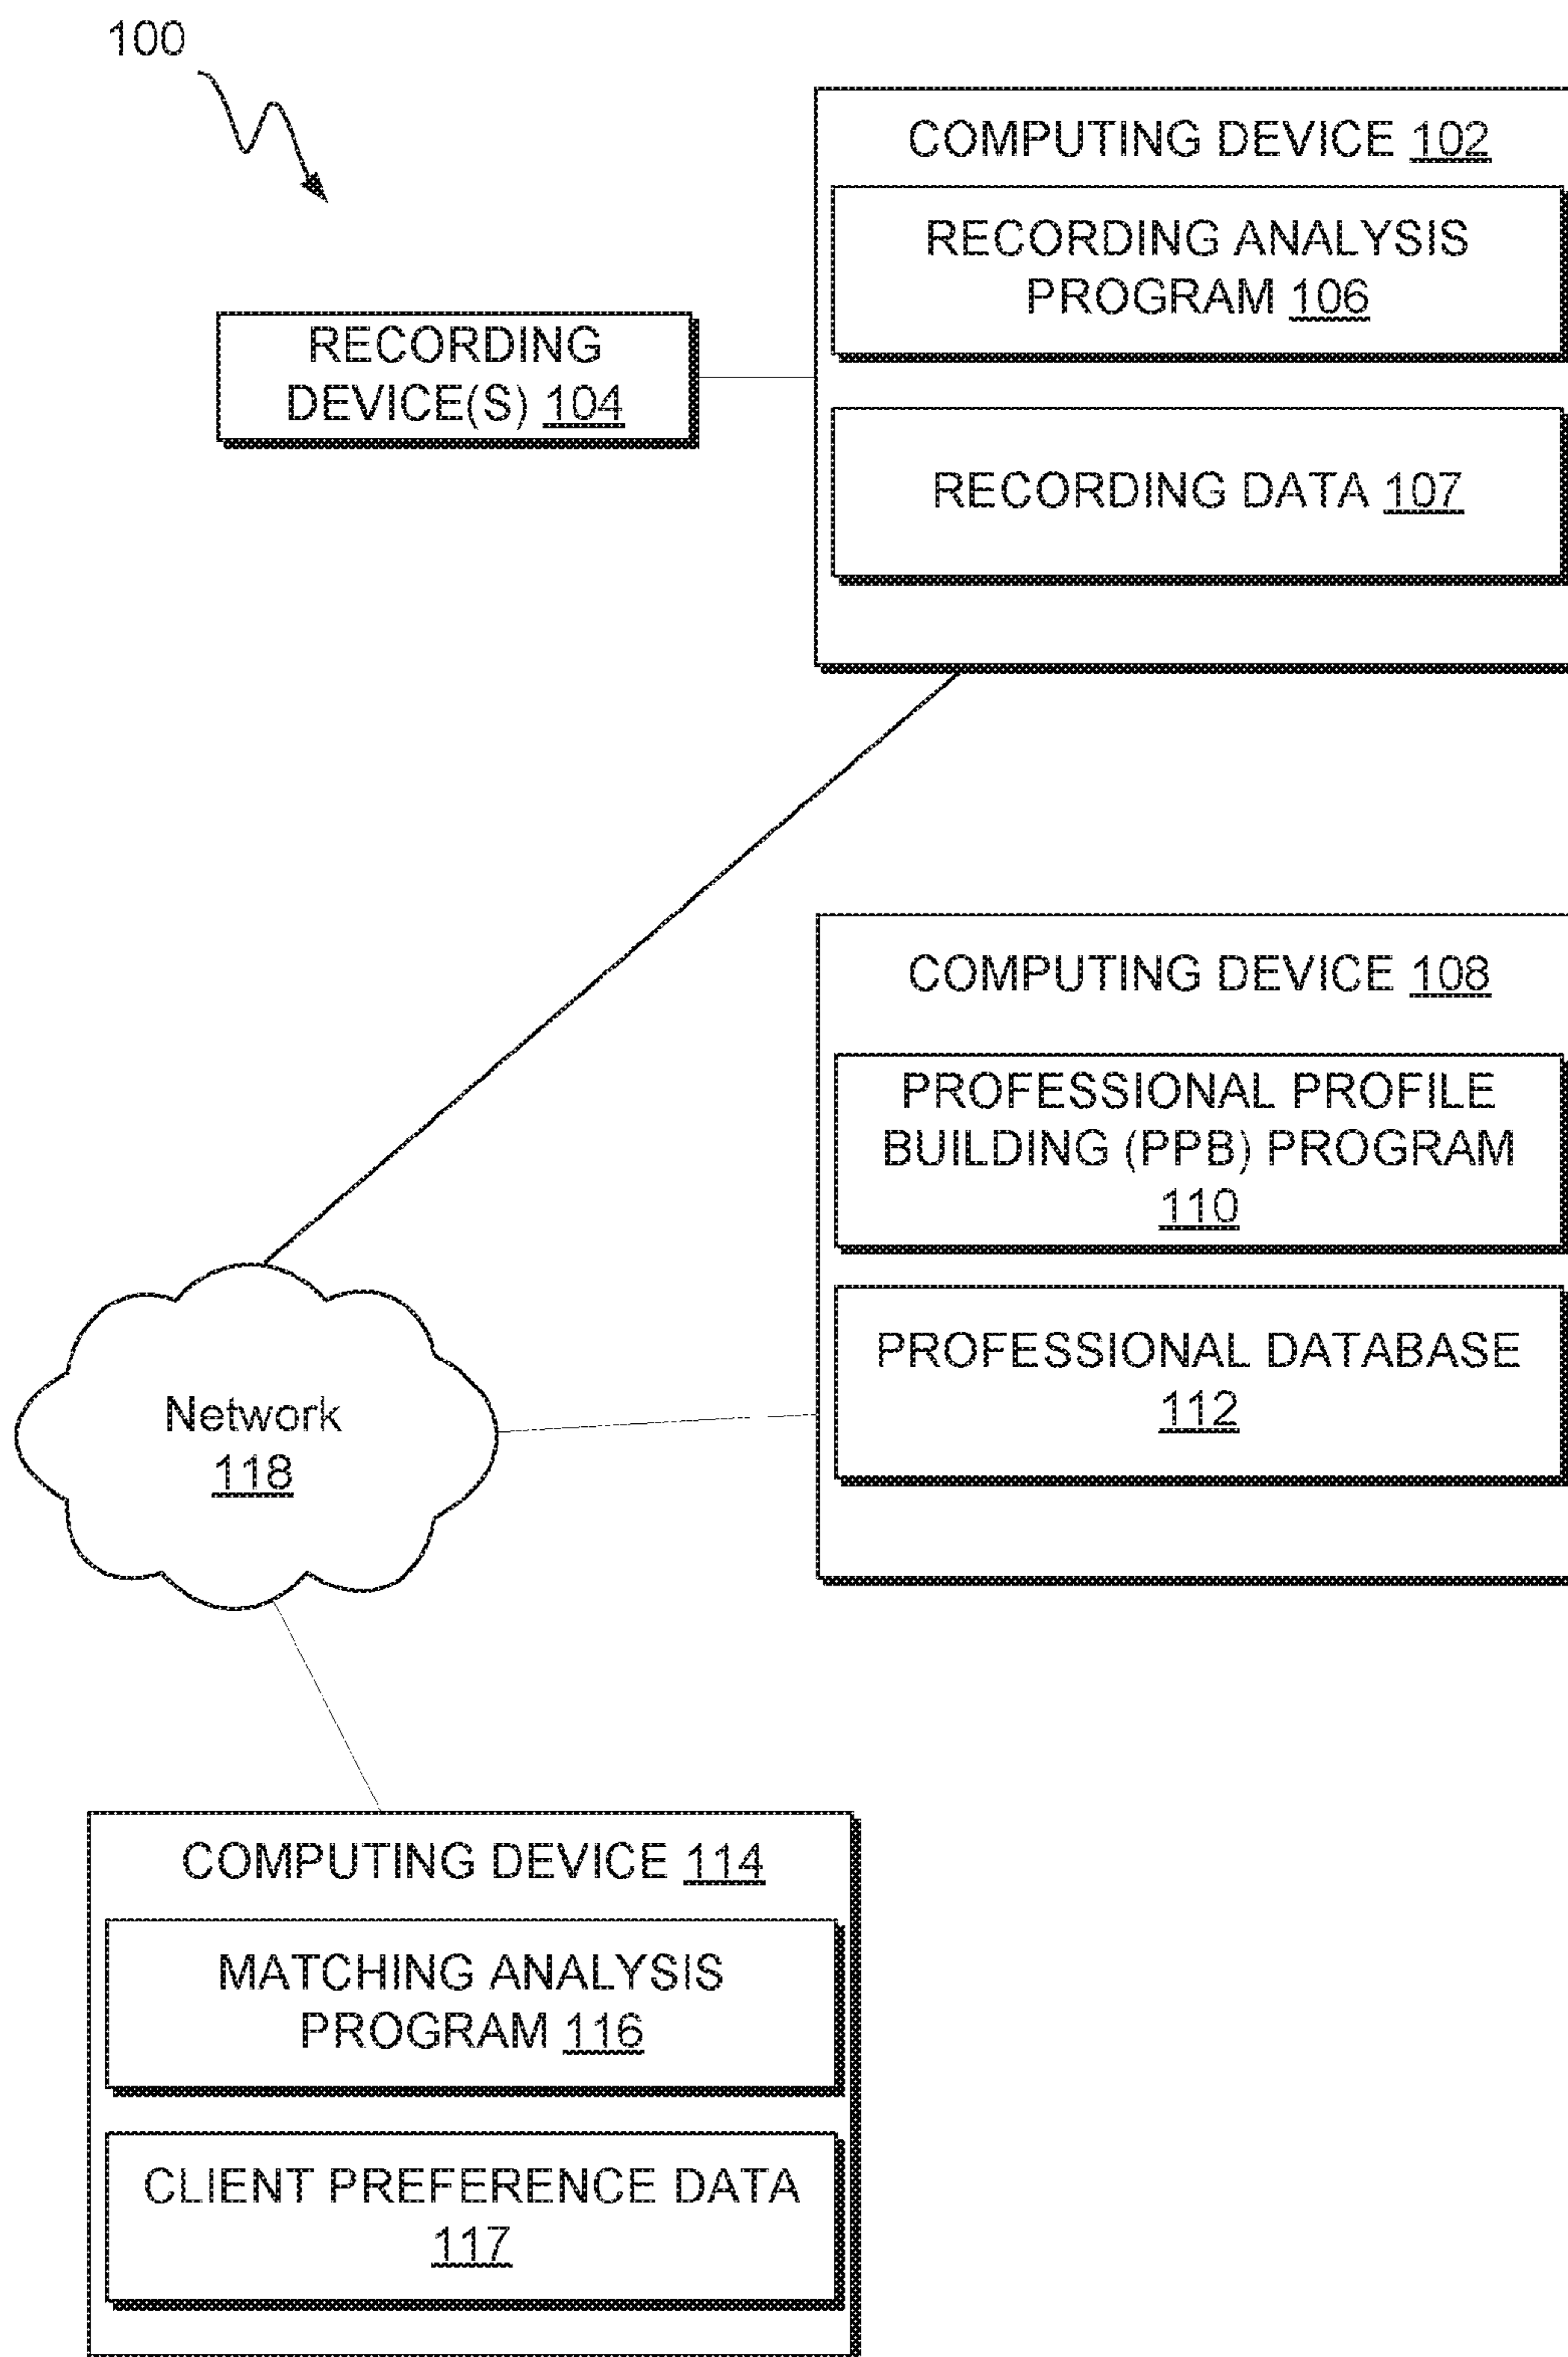 100
COMPUTING DEVICE 102
RECORDING ANALYSIS
PROGRAM 106
RECORDING
DEVICE(S) 104
RECORDING DATA 107
COMPUTING DEVICE 108
PROFESSIONAL PROFILE
BUILDING (PPB) PROGRAM
110
PROFESSIONAL DATABASE
112
Network
118
COMPUTING DEVICE 114
MATCHING ANALYSIS
PROGRAM 116
CLIENT PREFERENCE DATA
117